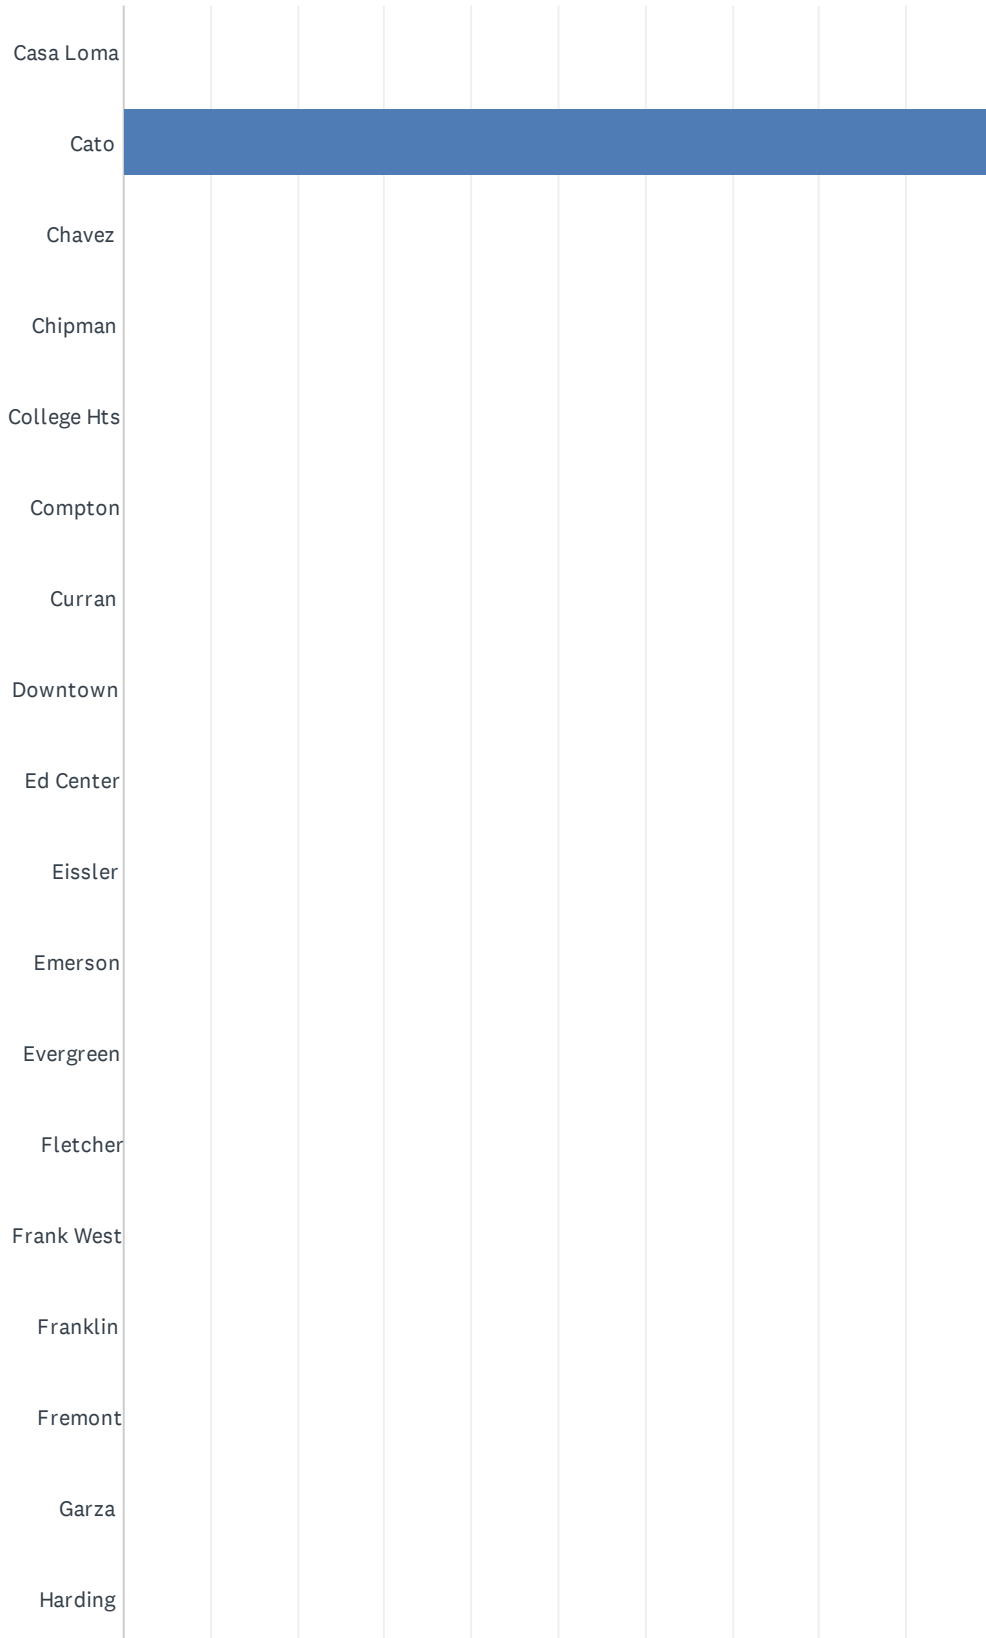 Casa Loma
Cato
Chavez
Chipman
College Hts
Compton
Curran
Downtown
Ed Center
Eissler
Emerson
Evergreen
Fletcher
Frank West
Franklin
Fremont
Garza
Harding